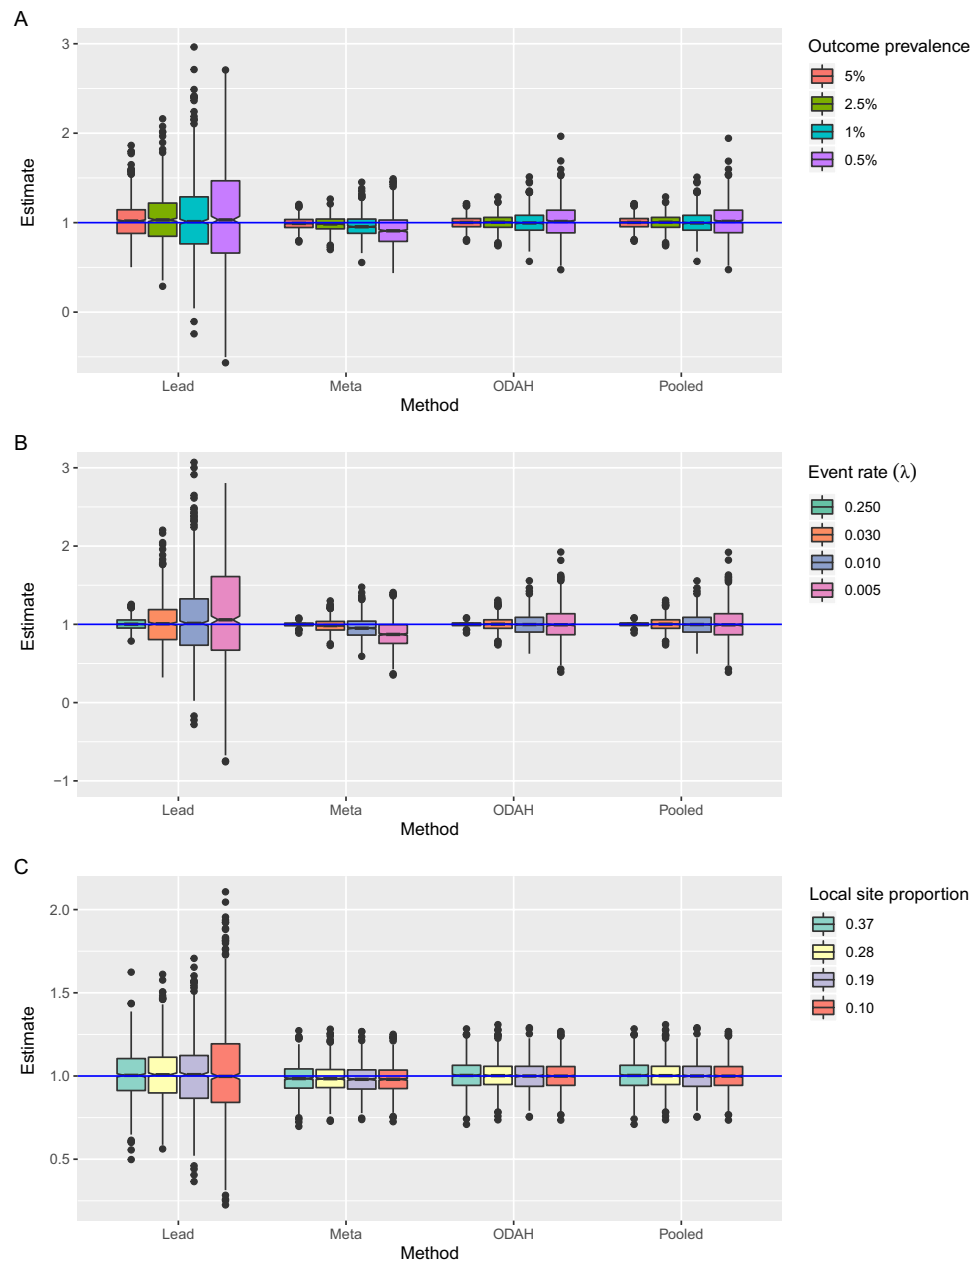 A
Outcome prevalence
5%
2.5%
1%
0.5%
Estimate
3
2
1
0
Lead Meta ODAH Pooled
Method
B
Event rate (λ)
0.250
0.030
0.010
0.005
Estimate
3
2
1
0
−1
Lead Meta ODAH Pooled
Method
C
Local site proportion
0.37
0.28
0.19
0.10
Estimate
2.0
1.5
1.0
0.5
Lead Meta ODAH Pooled
Method